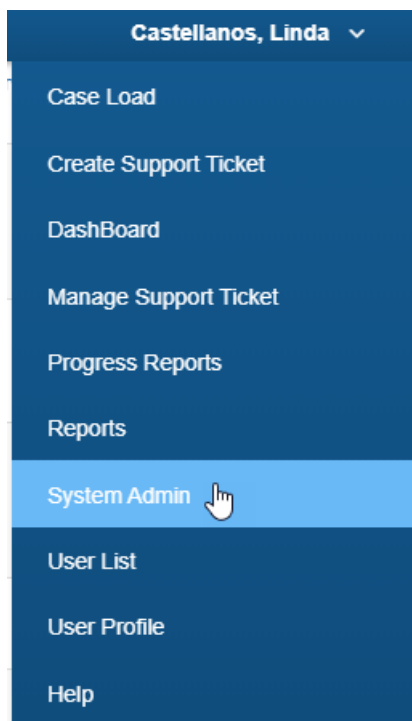 Castellanos, Linda
Case Load
Create Support Ticket
DashBoard
Manage Support Ticket
Progress Reports
Reports
System Admin
User List
User Profile
Help